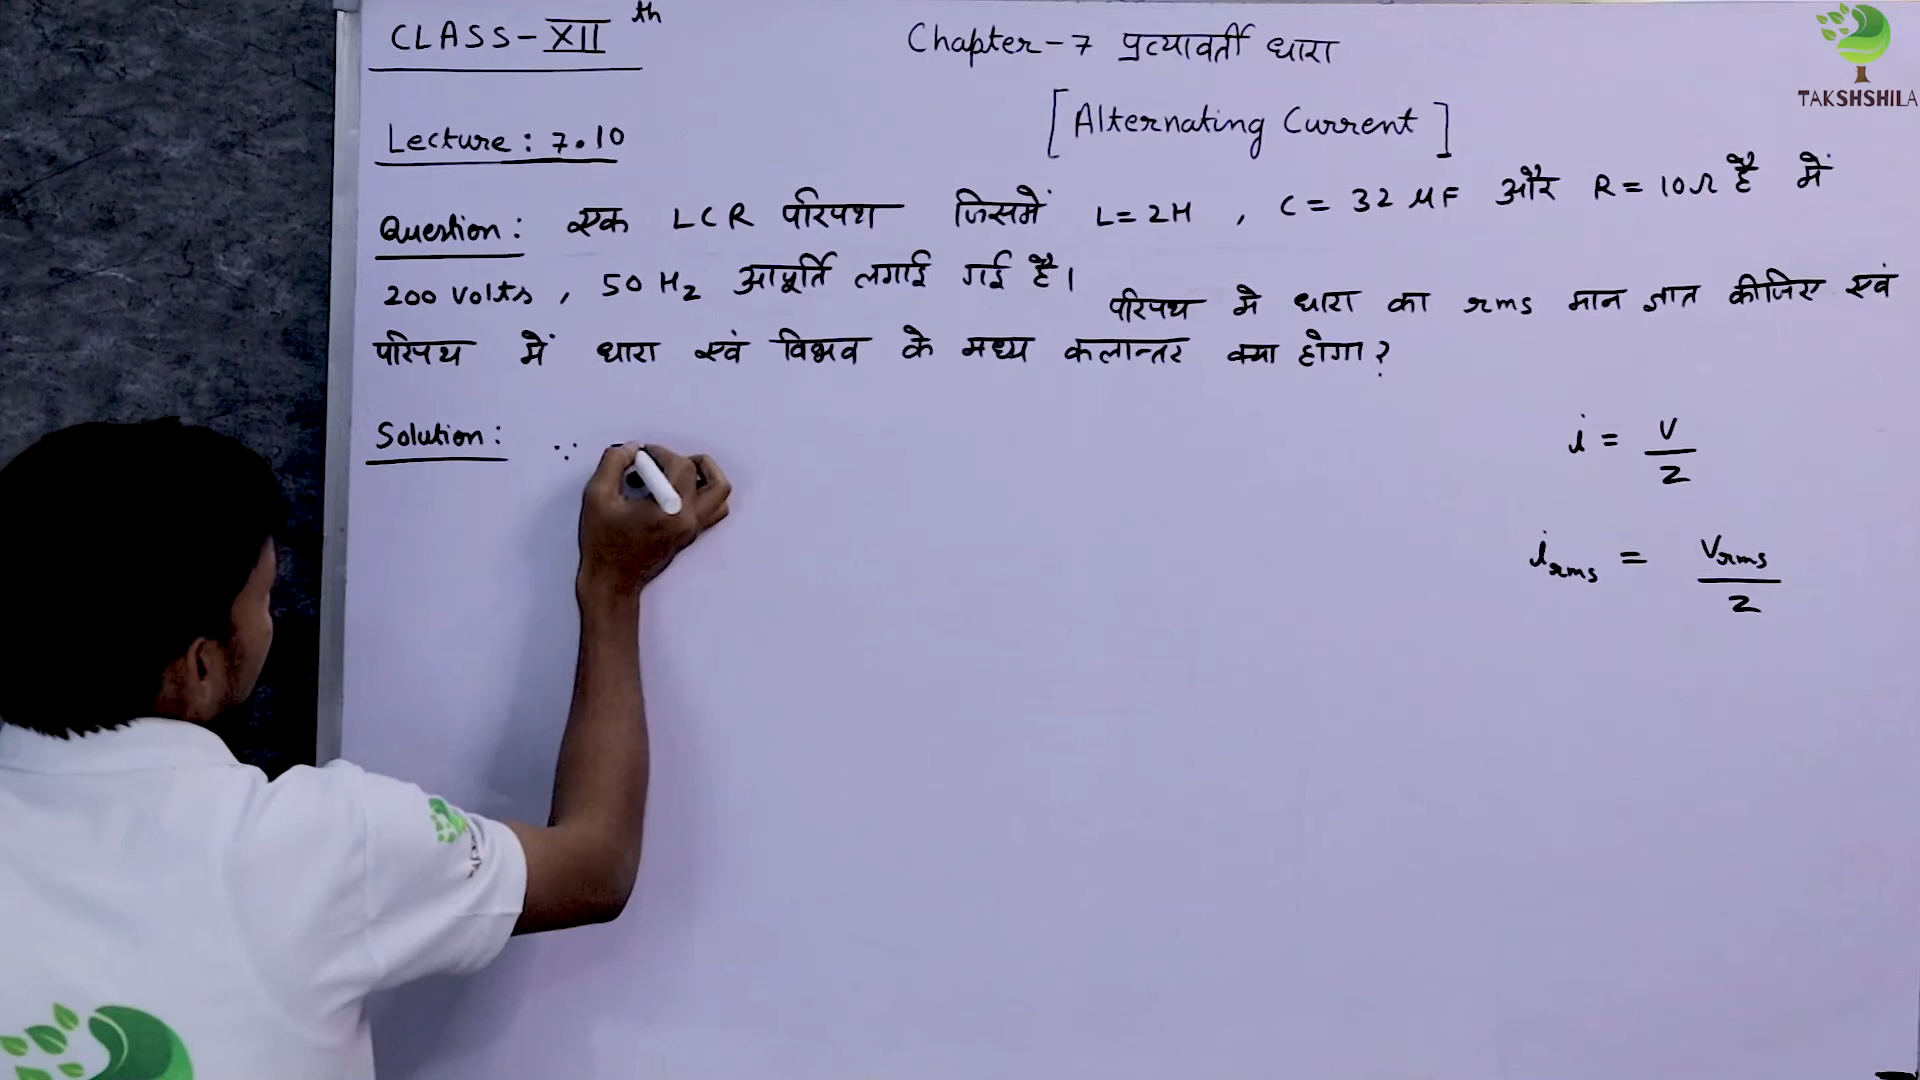 CLASS-XII th
Chapter-7 प्रत्यावर्ती धारा
[Alternating Current]
TAKSHSHILA
Lecture: 7.10
Question: एक LCR परिपथ जिसमें L= 2H , C = 32 μF और R = 10Ω है में
200 Volts , 50 Hz आपूर्ति लगाई गई है। परिपथ मे धारा का rms मान ज्ञात कीजिए एवं
परिपथ में धारा एवं विभव के मध्य कलान्तर क्या होगा ?
Solution: ∵
i = V/Z
i rms = Vrms/Z